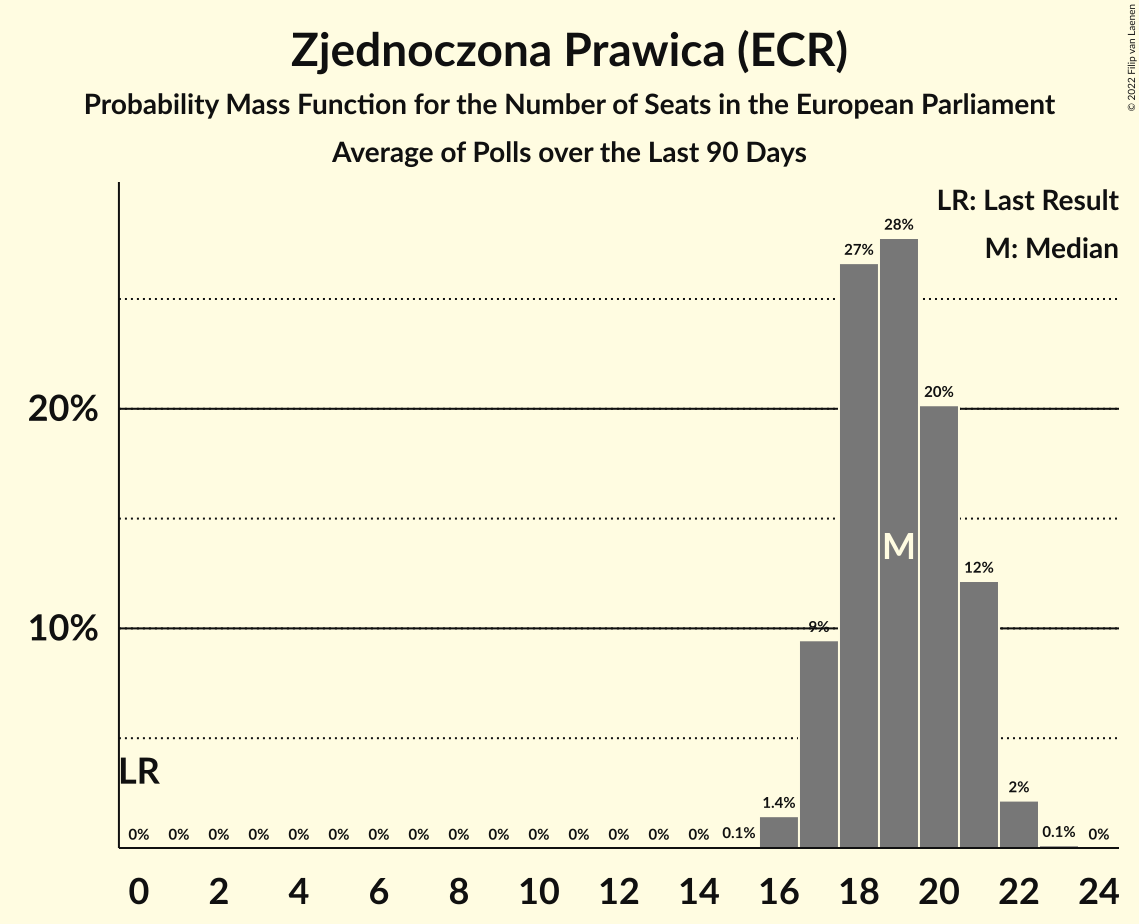 Zjednoczona Prawica (ECR)
Probability Mass Function for the Number of Seats in the European Parliament
Average of Polls over the Last 90 Days
© 2022 Filip van Laenen
LR: Last Result
M: Median
28%
27%
20%
20%
M
12%
10%
9%
LR
2%
1.4%
0% 0% 0% 0% 0% 0% 0% 0% 0% 0% 0% 0% 0% 0% 0% 0.1% 0.1% 0%
0 2 4 6 8 10 12 14 16 18 20 22 24